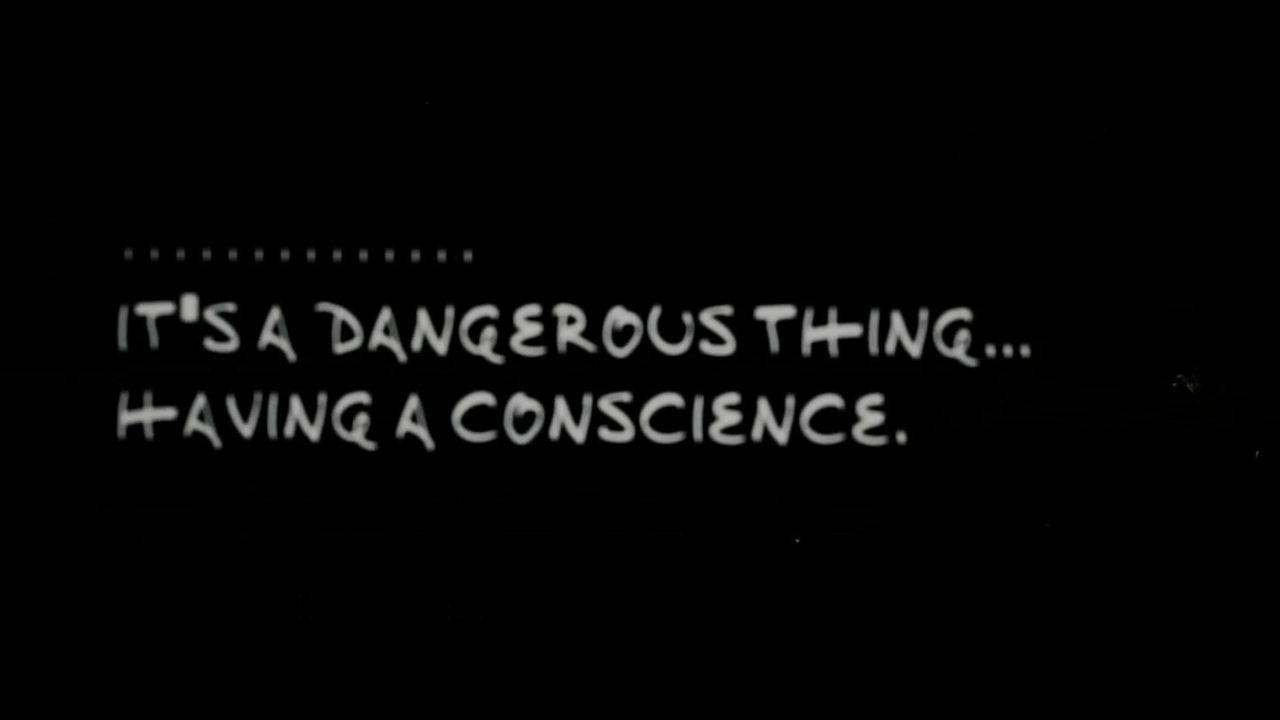 ..............
IT'S A DANGEROUS THING...
HAVING A CONSCIENCE.